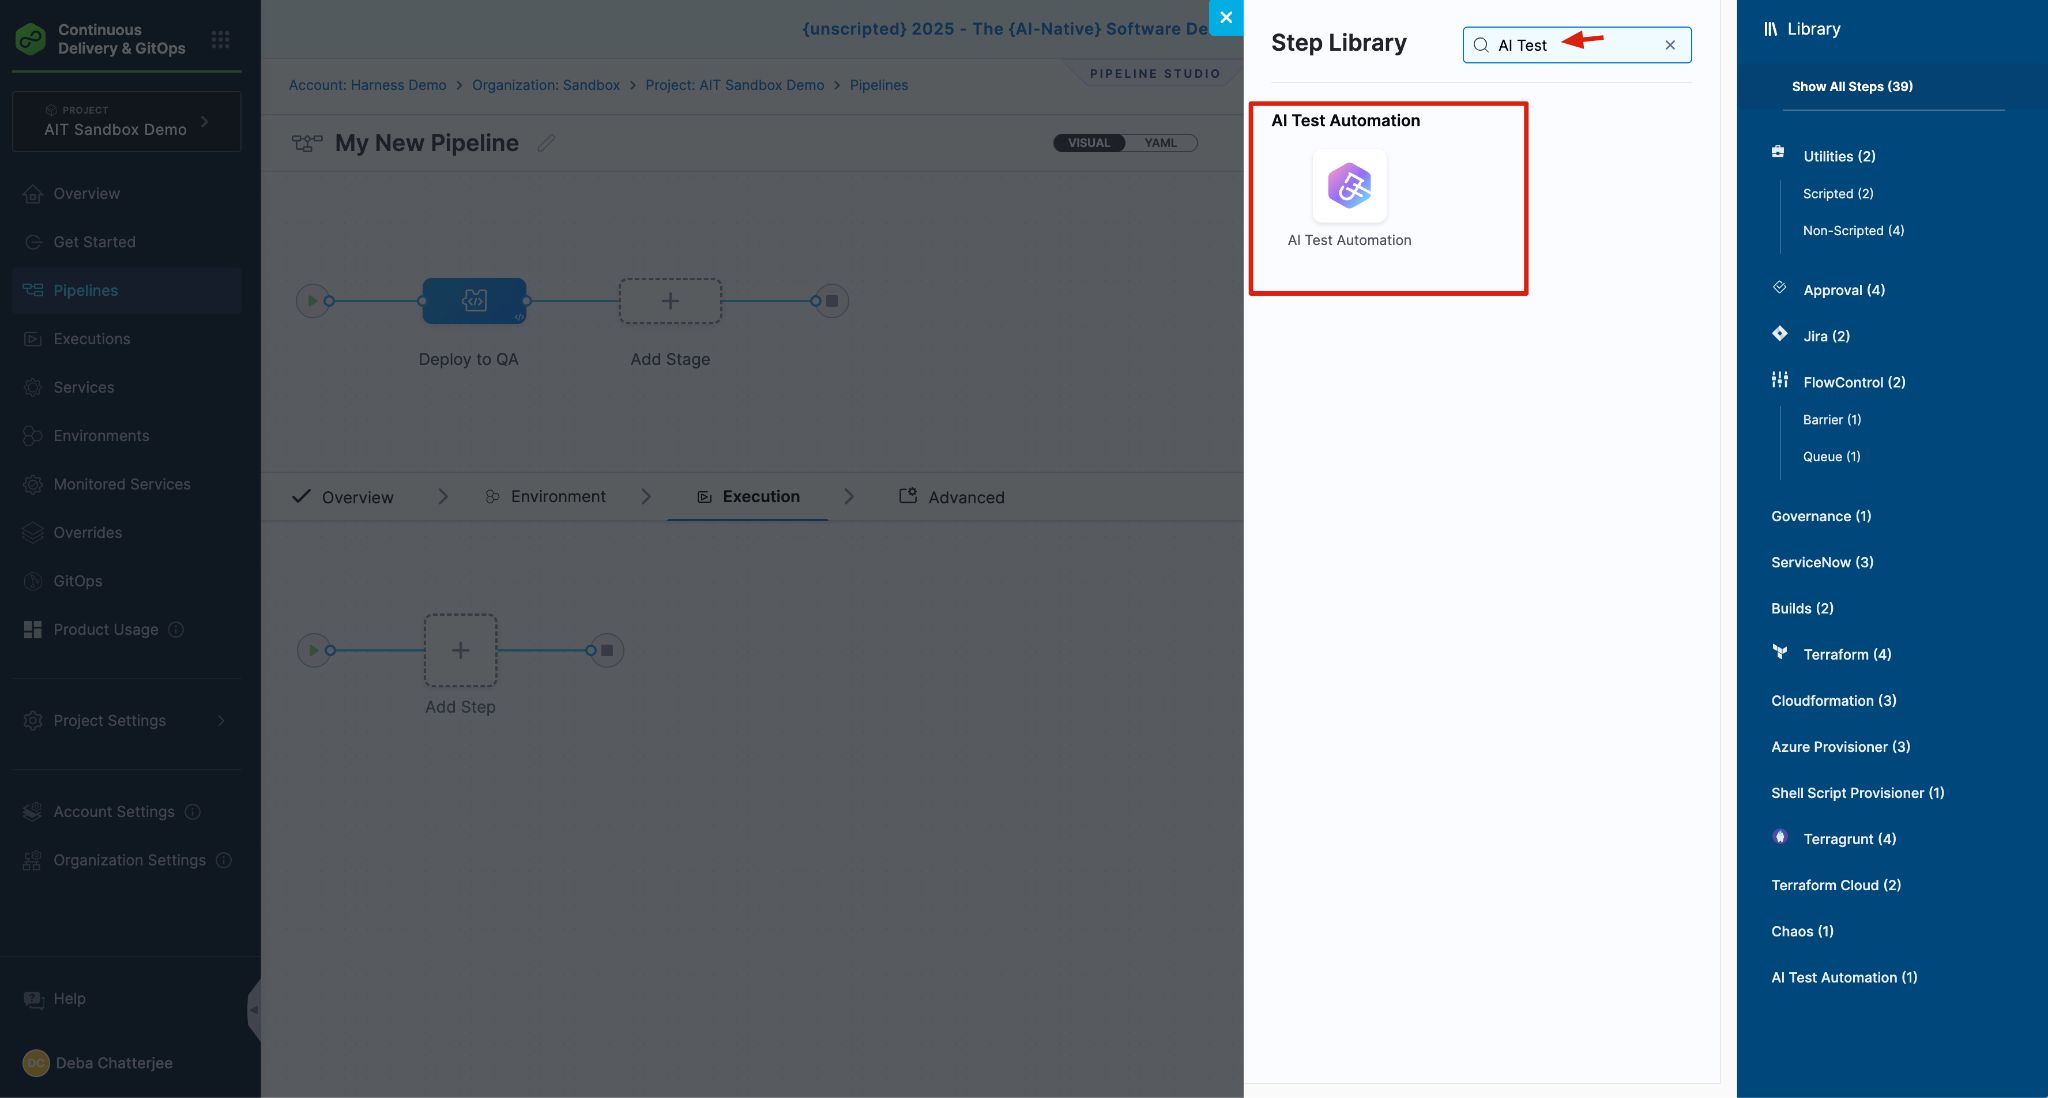 Continuous
Delivery & GitOps
PROJECT
AIT Sandbox Demo
Overview
Get Started
Pipelines
Executions
Services
Environments
Monitored Services
Overrides
GitOps
Product Usage
Project Settings
Account Settings
Organization Settings
Help
DC Deba Chatterjee
{unscripted} 2025 - The {AI-Native} Software De
Account: Harness Demo > Organization: Sandbox > Project: AIT Sandbox Demo > Pipelines
PIPELINE STUDIO
My New Pipeline
VISUAL YAML
Deploy to QA
Add Stage
Overview
Environment
Execution
Advanced
Add Step
Step Library
AI Test
AI Test Automation
AI Test Automation
Library
Show All Steps (39)
Utilities (2)
Scripted (2)
Non-Scripted (4)
Approval (4)
Jira (2)
FlowControl (2)
Barrier (1)
Queue (1)
Governance (1)
ServiceNow (3)
Builds (2)
Terraform (4)
Cloudformation (3)
Azure Provisioner (3)
Shell Script Provisioner (1)
Terragrunt (4)
Terraform Cloud (2)
Chaos (1)
AI Test Automation (1)